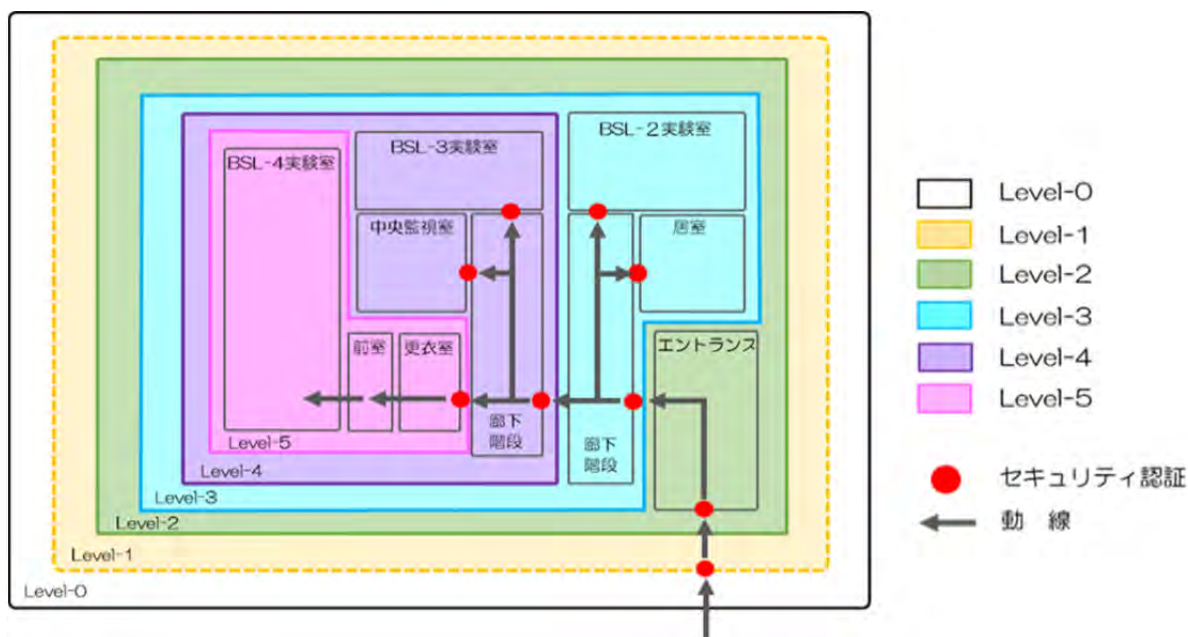 BSL-4実験室
BSL-3実験室
BSL-2実験室
中央監視室
居室
前室
更衣室
エントランス
廊下
階段
廊下
階段
Level-5
Level-4
Level-3
Level-2
Level-1
Level-0
Level-0
Level-1
Level-2
Level-3
Level-4
Level-5
セキュリティ認証
動 線